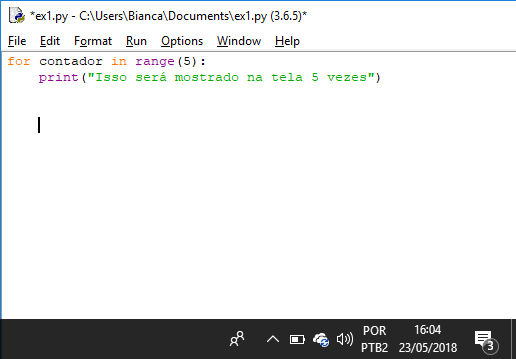 *ex1.py - C:\Users\Bianca\Documents\ex1.py (3.6.5)*
File Edit Format Run Options Window Help
for contador in range(5):
    print("Isso será mostrado na tela 5 vezes")
POR 16:04
PTB2 23/05/2018
3